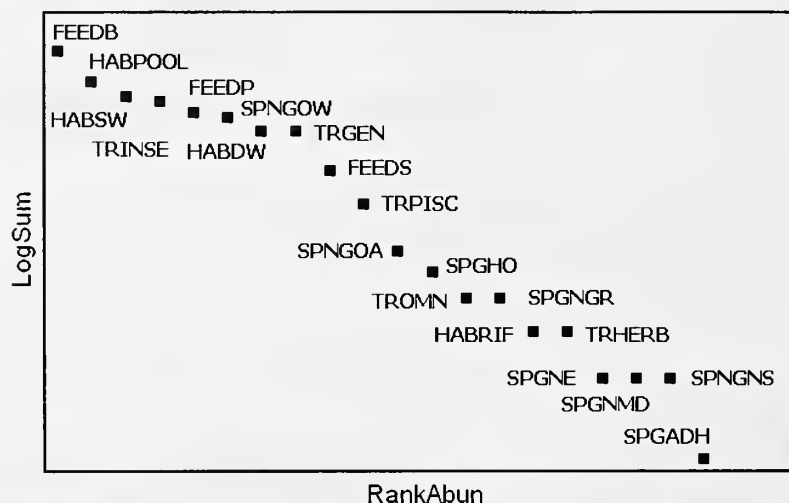 FEEDB
HABPOOL
FEEDP
SPNGOW
HABSW
TRGEN
TRINSE
HABDW
FEEDS
TRPISC
SPNGOA
SPGHO
TROMN
SPGNGR
HABRIF
TRHERB
SPGNE
SPNGNS
SPGNMD
SPGADH
LogSum
RankAbun